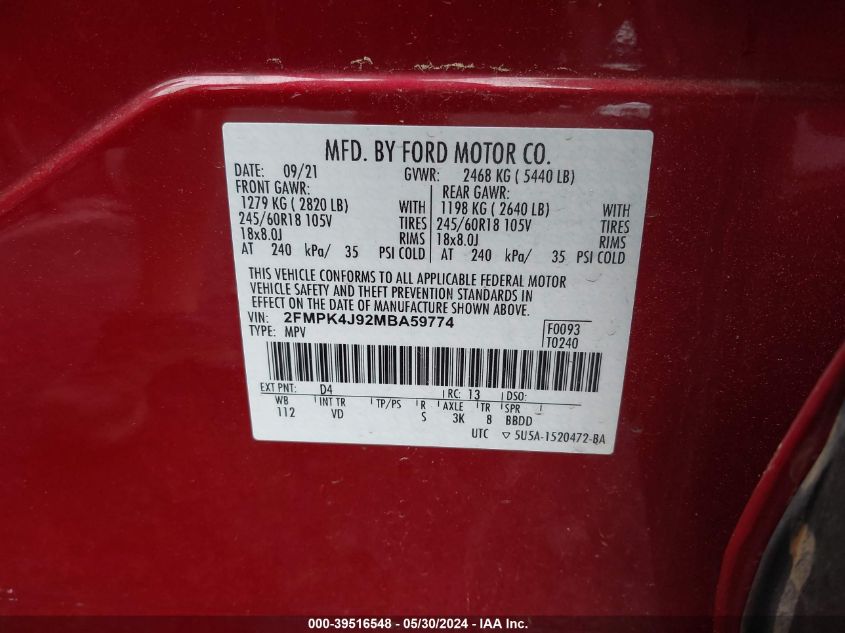 MFD. BY FORD MOTOR CO.
DATE: 09/21 GVWR: 2468 KG ( 5440 LB)
FRONT GAWR: REAR GAWR:
1279 KG ( 2820 LB) WITH 1198 KG ( 2640 LB) WITH
245/60R18 105V TIRES 245/60R18 105V TIRES
18x8.0J RIMS 18x8.0J RIMS
AT 240 kPa/ 35 PSI COLD AT 240 kPa/ 35 PSI COLD
THIS VEHICLE CONFORMS TO ALL APPLICABLE FEDERAL MOTOR
VEHICLE SAFETY AND THEFT PREVENTION STANDARDS IN
EFFECT ON THE DATE OF MANUFACTURE SHOWN ABOVE.
VIN: 2FMPK4J92MBA59774
TYPE: MPV
F0093
T0240
EXT PNT: D4 RC: 13 DSO:
WB INT TR TP/PS R AXLE TR SPR
112 VD S 3K 8 BBDD
UTC ▽ 5U5A-1520472-BA
000-39516548 - 05/30/2024 - IAA Inc.